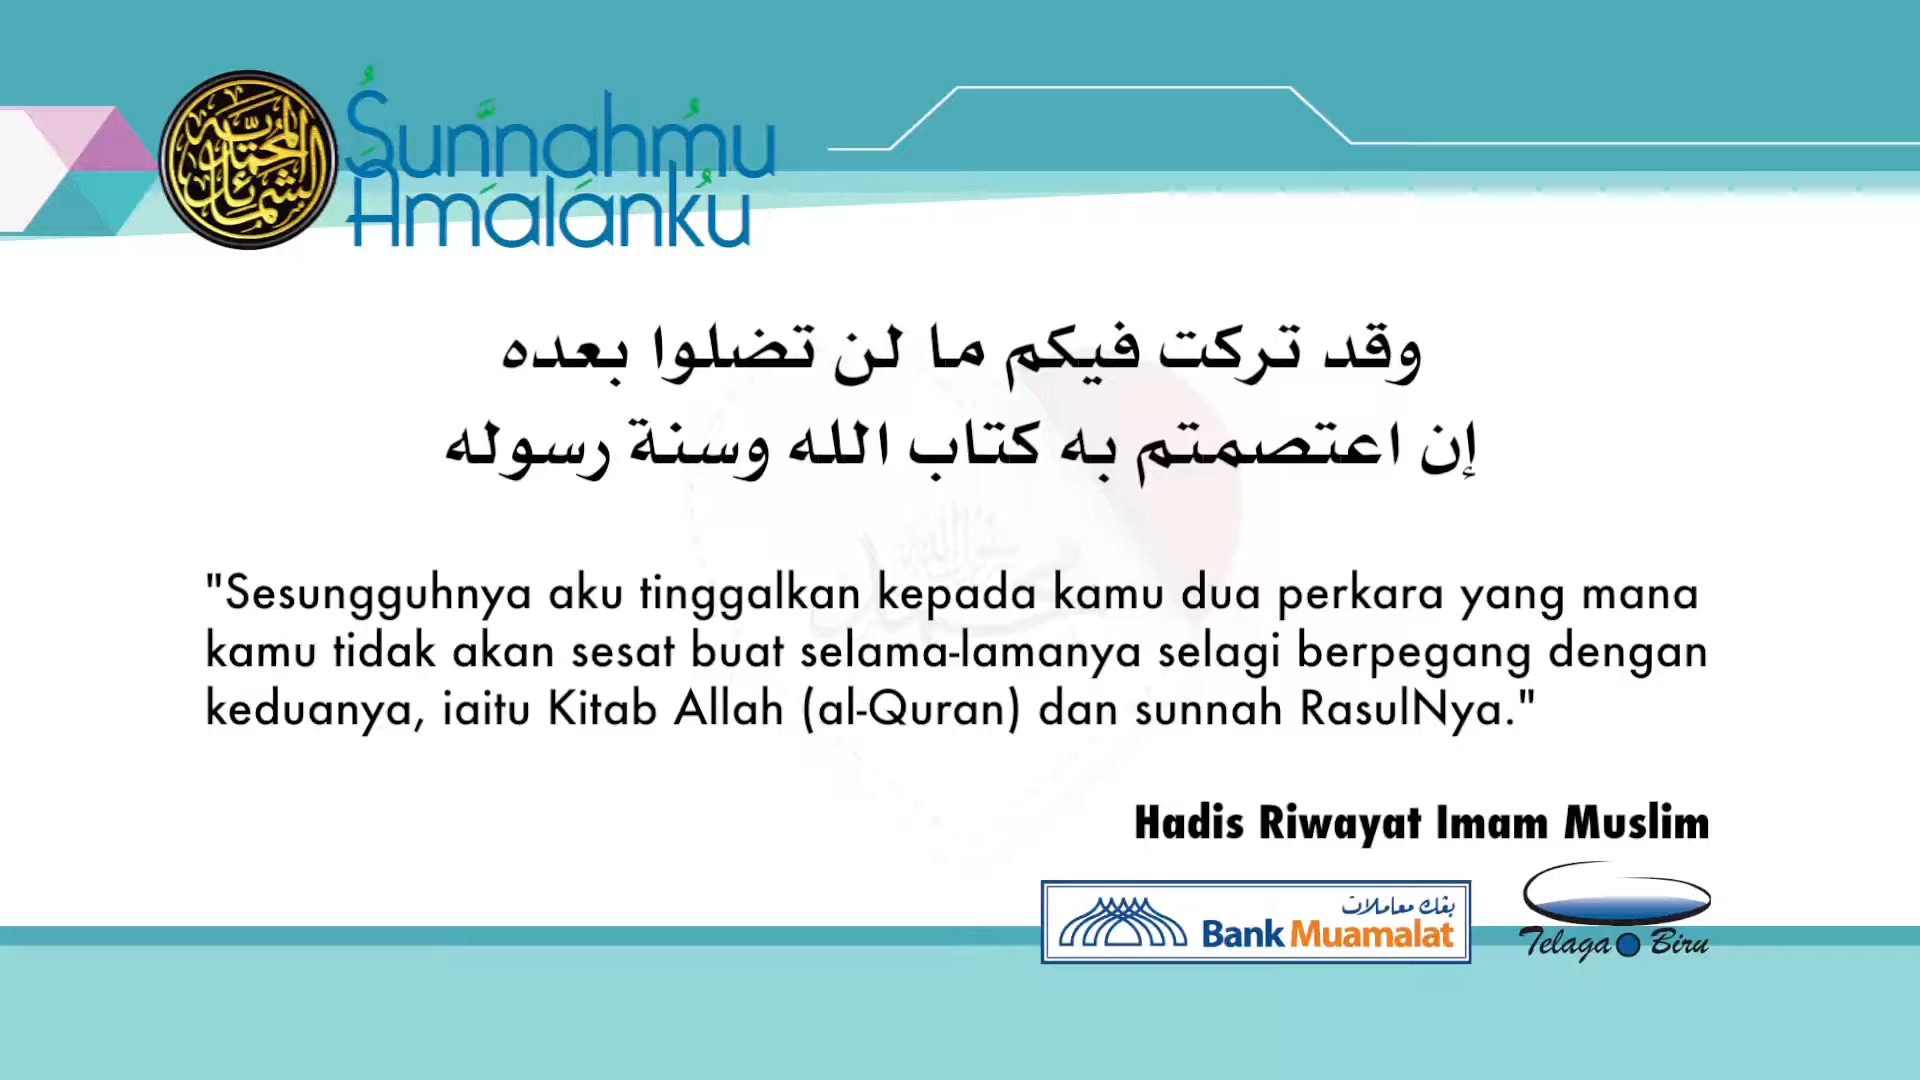 Sunnahmu
Amalanku
وقد تركت فيكم ما لن تضلوا بعده
إن اعتصمتم به كتاب الله وسنة رسوله
"Sesungguhnya aku tinggalkan kepada kamu dua perkara yang mana
kamu tidak akan sesat buat selama-lamanya selagi berpegang dengan
keduanya, iaitu Kitab Allah (al-Quran) dan sunnah RasulNya."
Hadis Riwayat Imam Muslim
بڠک معاملات
Bank Muamalat
Telaga Biru